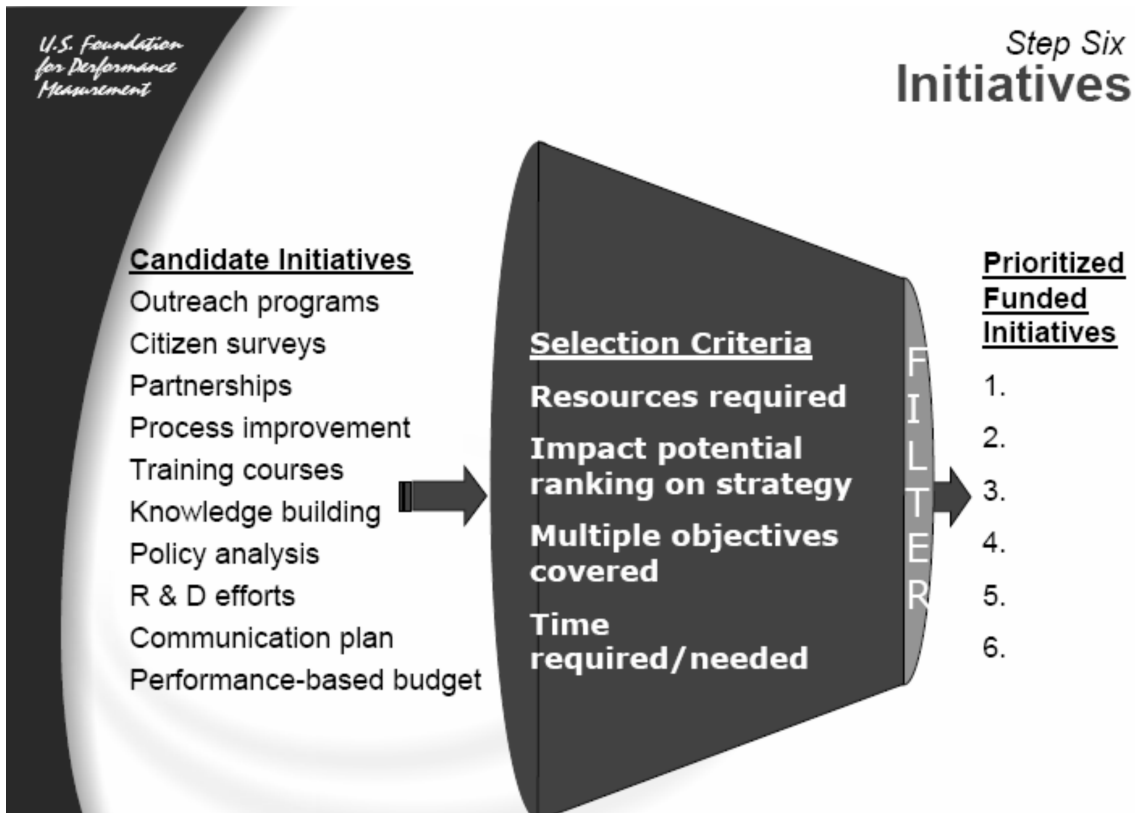 U.S. Foundation
for Performance
Measurement
Step Six
Initiatives
Candidate Initiatives
Outreach programs
Citizen surveys
Partnerships
Process improvement
Training courses
Knowledge building
Policy analysis
R & D efforts
Communication plan
Performance-based budget
Selection Criteria
Resources required
Impact potential
ranking on strategy
Multiple objectives
covered
Time
required/needed
F
I
L
T
E
R
Prioritized
Funded
Initiatives
1.
2.
3.
4.
5.
6.